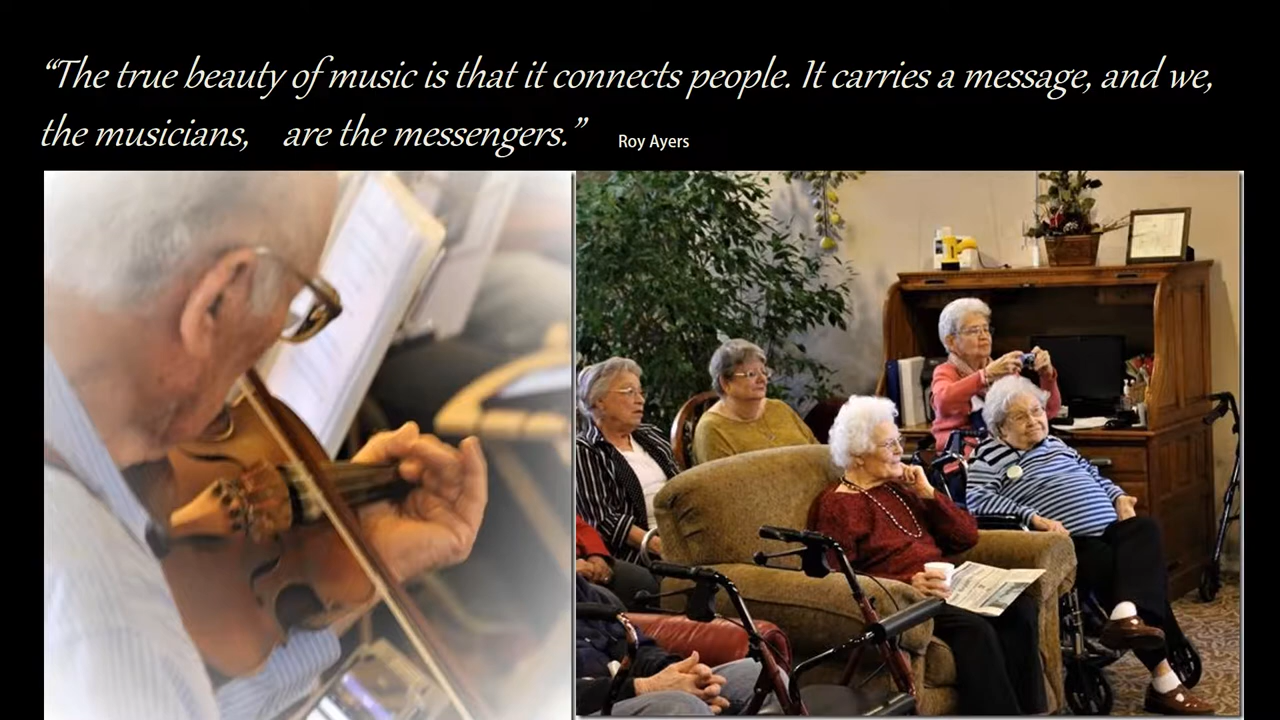 “The true beauty of music is that it connects people. It carries a message, and we,
the musicians, are the messengers.” Roy Ayers